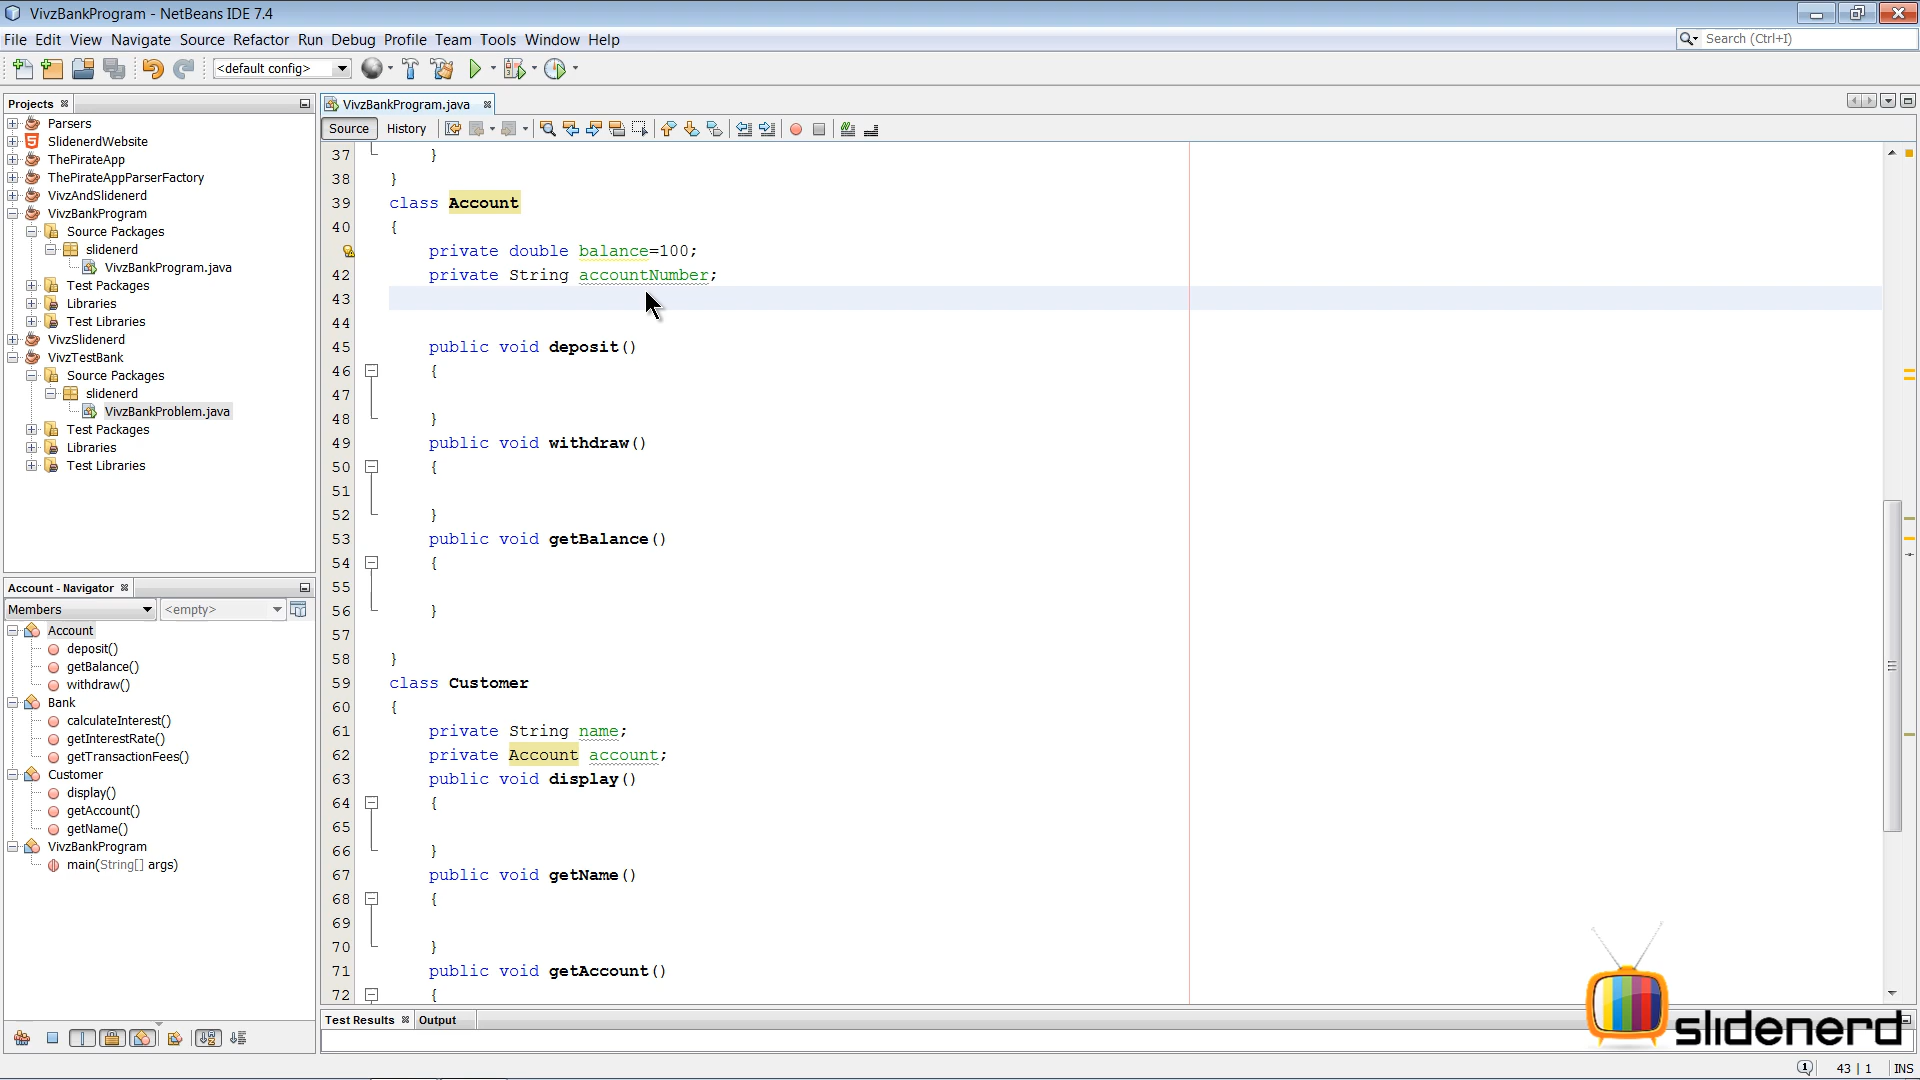 VivzBankProgram - NetBeans IDE 7.4
File Edit View Navigate Source Refactor Run Debug Profile Team Tools Window Help
Search (Ctrl+I)
<default config>
Projects
Parsers
SlidenerdWebsite
ThePirateApp
ThePirateAppParserFactory
VivzAndSlidenerd
VivzBankProgram
Source Packages
slidenerd
VivzBankProgram.java
Test Packages
Libraries
Test Libraries
VivzSlidenerd
VivzTestBank
Source Packages
slidenerd
VivzBankProblem.java
Test Packages
Libraries
Test Libraries
Account - Navigator
Members
<empty>
Account
deposit()
getBalance()
withdraw()
Bank
calculateInterest()
getInterestRate()
getTransactionFees()
Customer
display()
getAccount()
getName()
VivzBankProgram
main(String[] args)
VivzBankProgram.java
Source History
37 }
38 }
39 class Account
40 {
private double balance=100;
42 private String accountNumber;
43
44
45 public void deposit()
46 {
47
48 }
49 public void withdraw()
50 {
51
52 }
53 public void getBalance()
54 {
55
56 }
57
58 }
59 class Customer
60 {
61 private String name;
62 private Account account;
63 public void display()
64 {
65
66 }
67 public void getName()
68 {
69
70 }
71 public void getAccount()
72 {
Test Results Output
slidenerd
1 43 | 1 INS